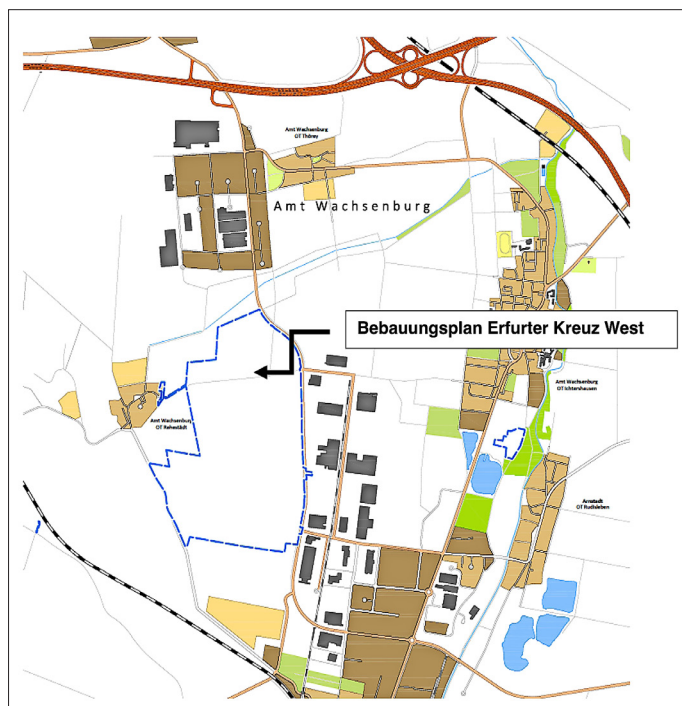 Amt Wachsenburg
OT Thörey
Amt Wachsenburg
Bebauungsplan Erfurter Kreuz West
Amt Wachsenburg
OT Ichtershausen
Amt Wachsenburg
OT Rehestädt
Arnstadt
OT Rudisleben